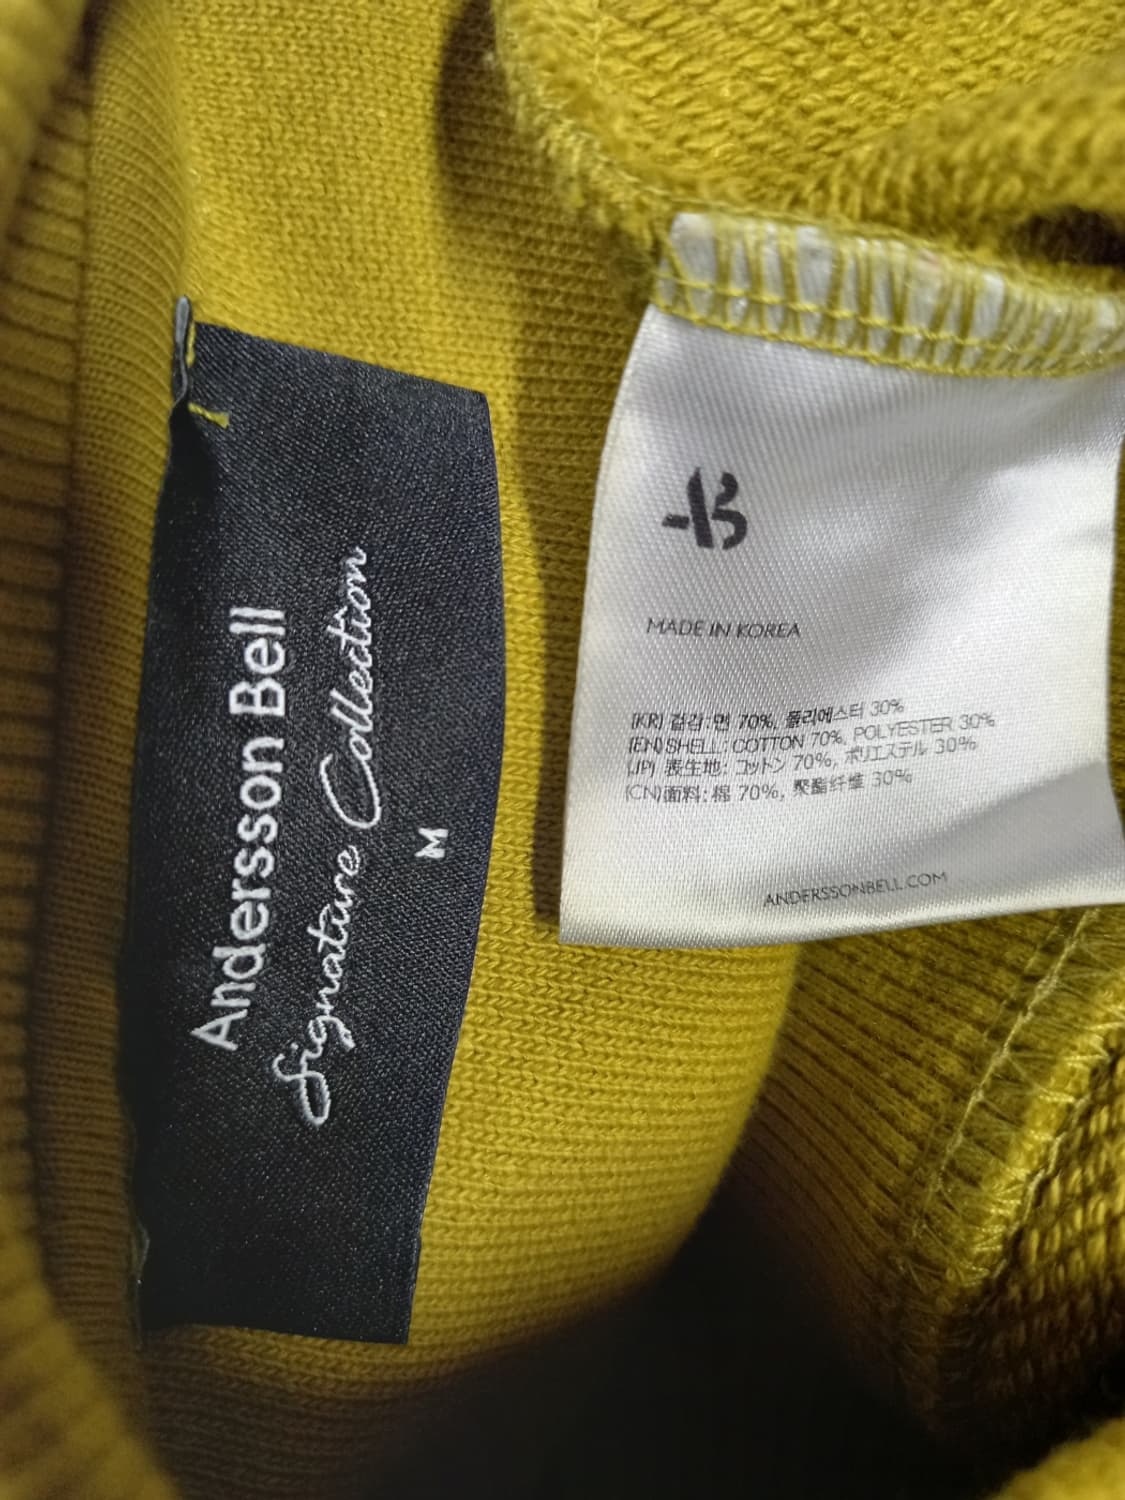 Andersson Bell
Signature Collection
M
AB
MADE IN KOREA
(KR) 겉감: 면 70%, 폴리에스터 30%
(EN) SHELL: COTTON 70%, POLYESTER 30%
(JP) 表生地: コットン 70%, ポリエステル 30%
(CN) 面料: 棉 70%, 聚酯纤维 30%
ANDERSSONBELL.COM